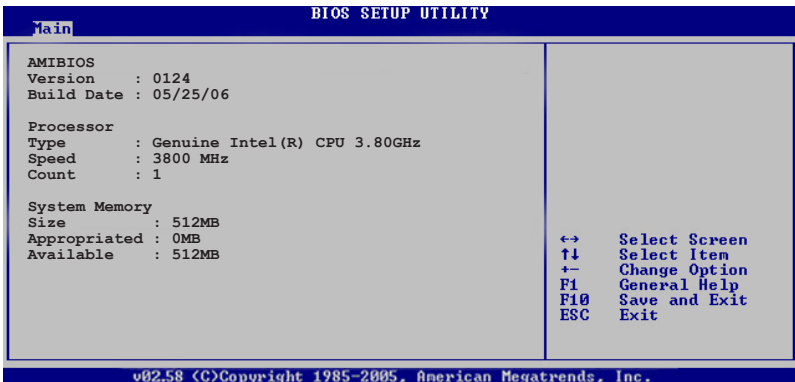 BIOS SETUP UTILITY
Main
AMIBIOS
Version : 0124
Build Date : 05/25/06
Processor
Type : Genuine Intel(R) CPU 3.80GHz
Speed : 3800 MHz
Count : 1
System Memory
Size : 512MB
Appropriated : 0MB
Available : 512MB
←→ Select Screen
↑↓ Select Item
+- Change Option
F1 General Help
F10 Save and Exit
ESC Exit
v02.58 (C)Copyright 1985-2005, American Megatrends, Inc.